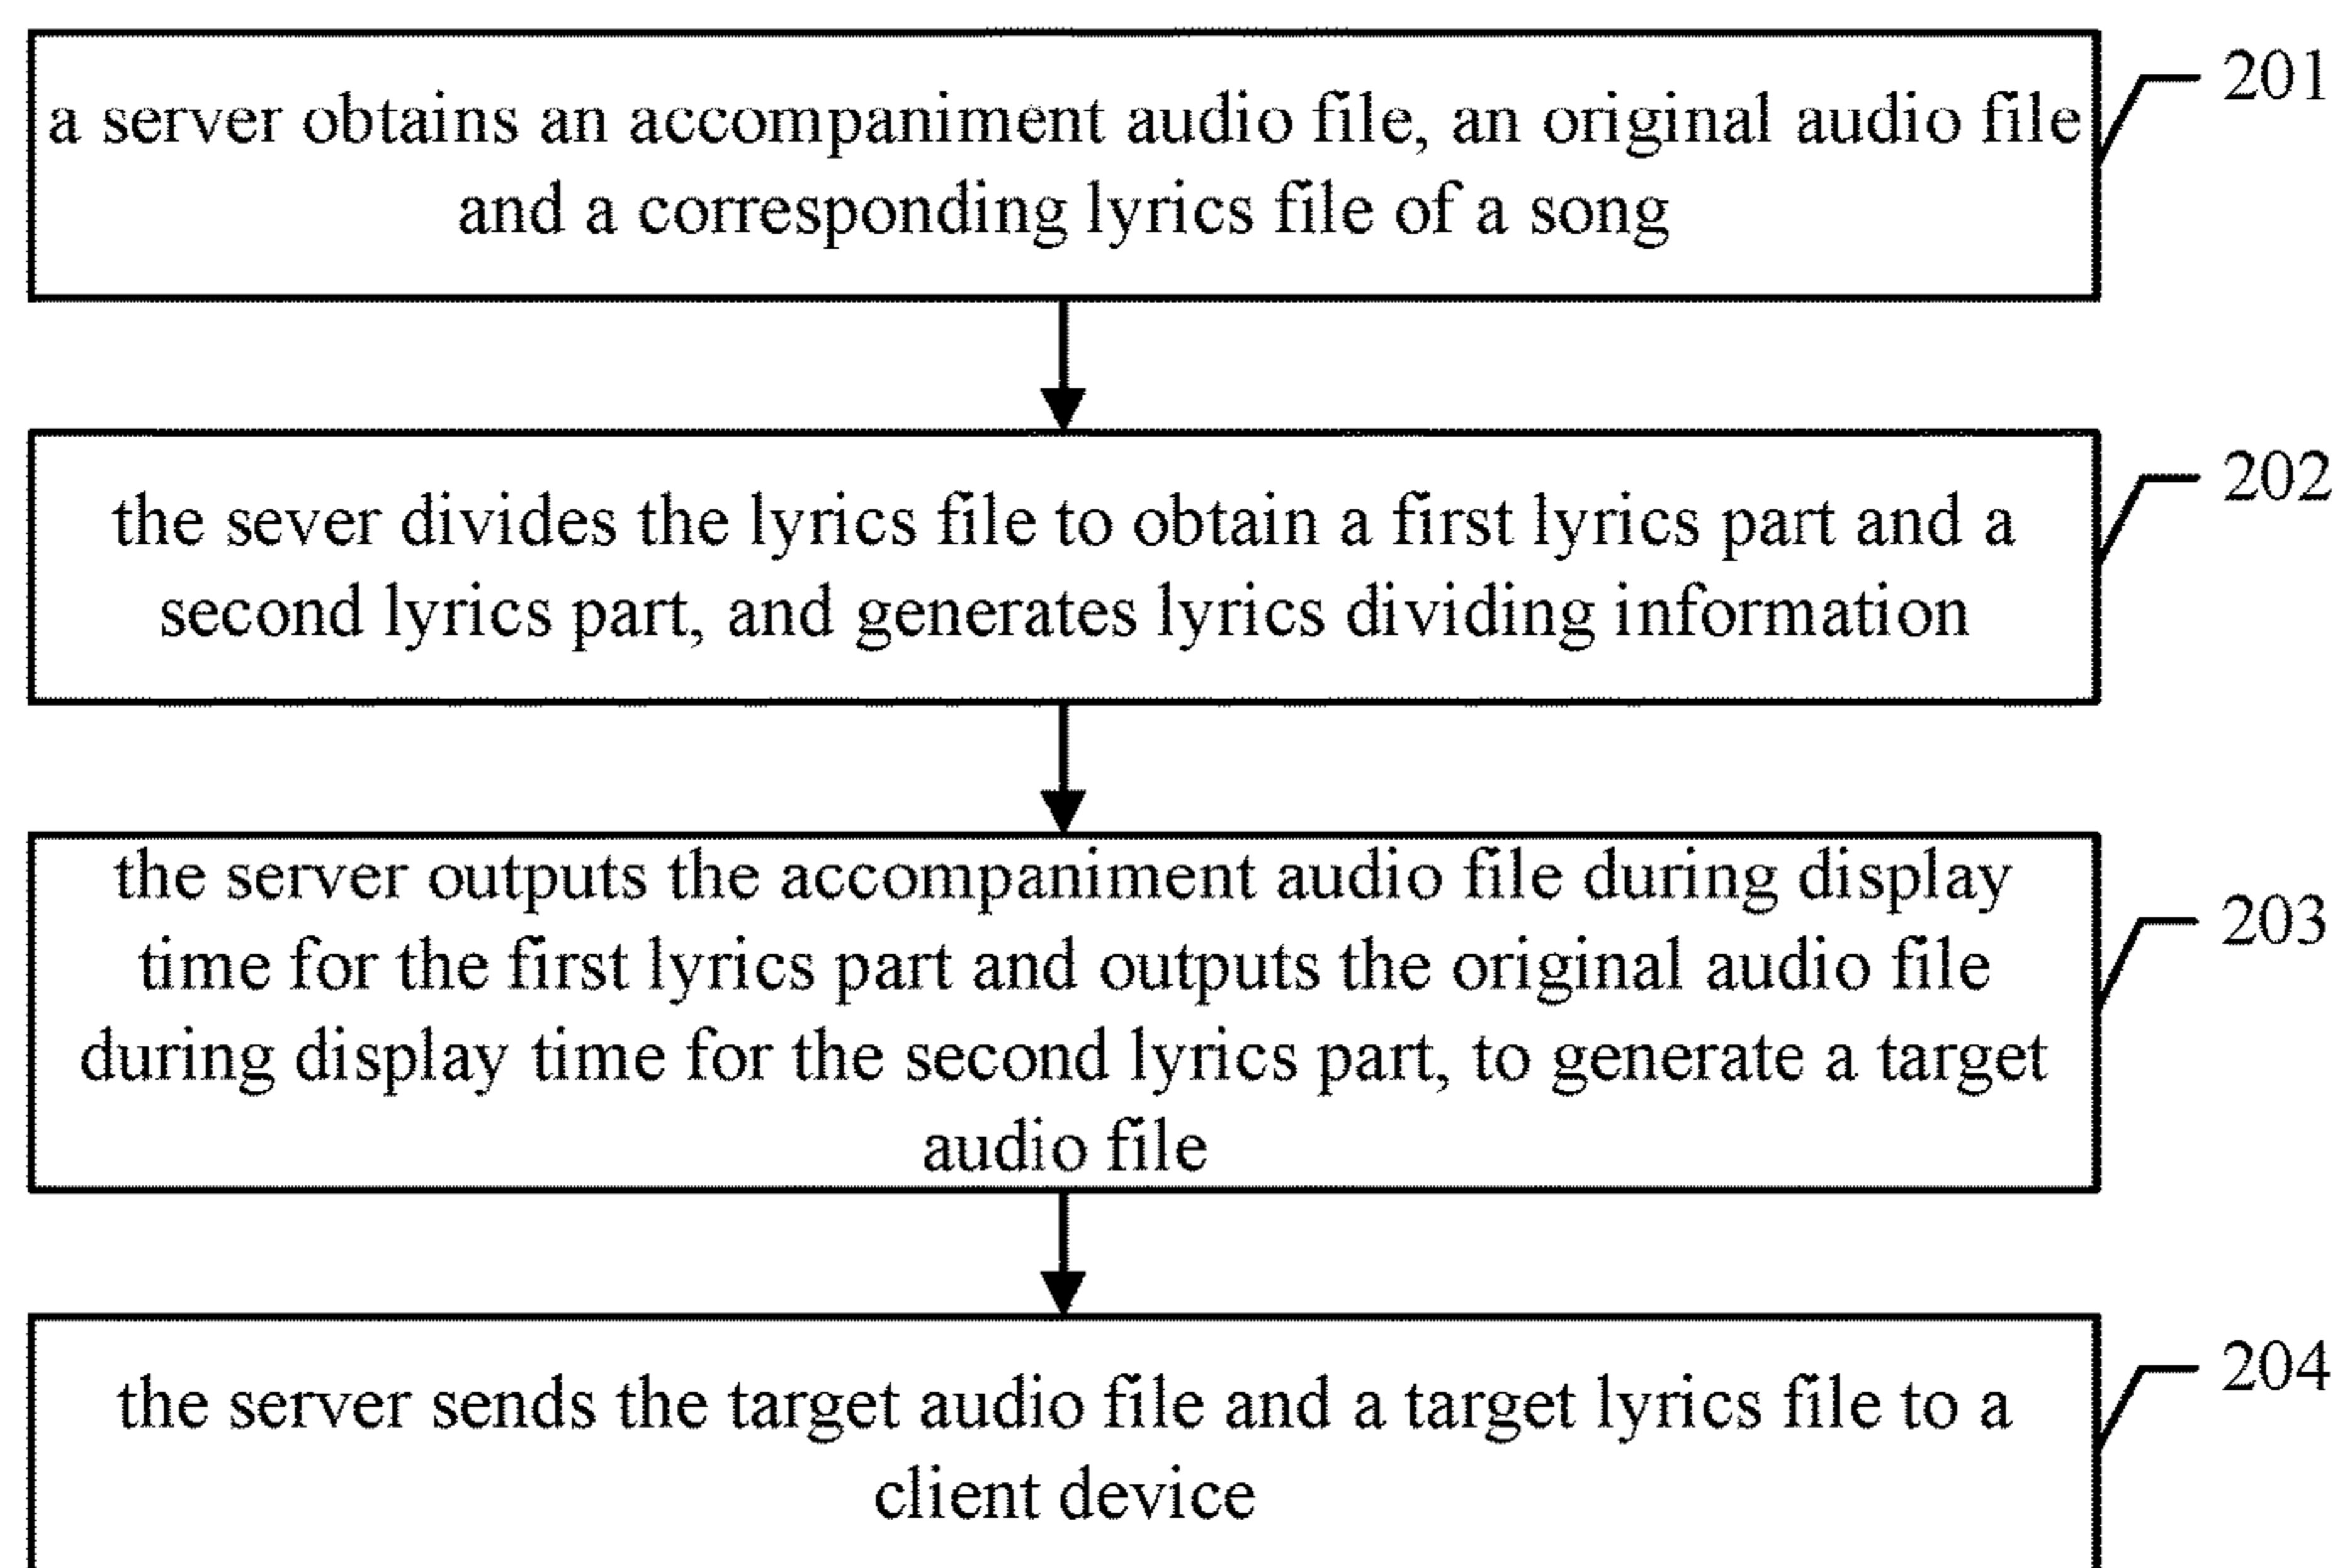 a server obtains an accompaniment audio file, an original audio file
and a corresponding lyrics file of a song
201
the sever divides the lyrics file to obtain a first lyrics part and a
second lyrics part, and generates lyrics dividing information
202
the server outputs the accompaniment audio file during display
time for the first lyrics part and outputs the original audio file
during display time for the second lyrics part, to generate a target
audio file
203
the server sends the target audio file and a target lyrics file to a
client device
204